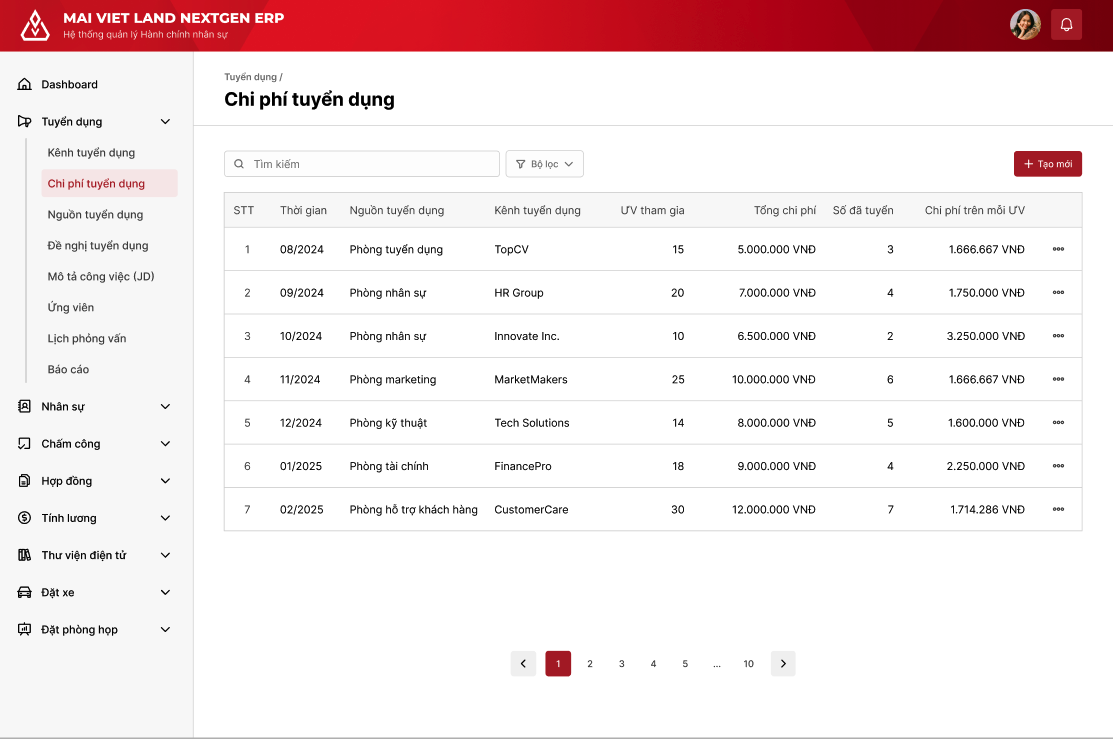 MAI VIET LAND NEXTGEN ERP
Hệ thống quản lý Hành chính nhân sự
Dashboard
Tuyển dụng
Kênh tuyển dụng
Chi phí tuyển dụng
Nguồn tuyển dụng
Đề nghị tuyển dụng
Mô tả công việc (JD)
Ứng viên
Lịch phỏng vấn
Báo cáo
Nhân sự
Chấm công
Hợp đồng
Tính lương
Thư viện điện tử
Đặt xe
Đặt phòng họp
Tuyển dụng /
Chi phí tuyển dụng
Tìm kiếm Bộ lọc + Tạo mới
STT Thời gian Nguồn tuyển dụng Kênh tuyển dụng ƯV tham gia Tổng chi phí Số đã tuyển Chi phí trên mỗi ƯV
1 08/2024 Phòng tuyển dụng TopCV 15 5.000.000 VNĐ 3 1.666.667 VNĐ
2 09/2024 Phòng nhân sự HR Group 20 7.000.000 VNĐ 4 1.750.000 VNĐ
3 10/2024 Phòng nhân sự Innovate Inc. 10 6.500.000 VNĐ 2 3.250.000 VNĐ
4 11/2024 Phòng marketing MarketMakers 25 10.000.000 VNĐ 6 1.666.667 VNĐ
5 12/2024 Phòng kỹ thuật Tech Solutions 14 8.000.000 VNĐ 5 1.600.000 VNĐ
6 01/2025 Phòng tài chính FinancePro 18 9.000.000 VNĐ 4 2.250.000 VNĐ
7 02/2025 Phòng hỗ trợ khách hàng CustomerCare 30 12.000.000 VNĐ 7 1.714.286 VNĐ
1 2 3 4 5 ... 10